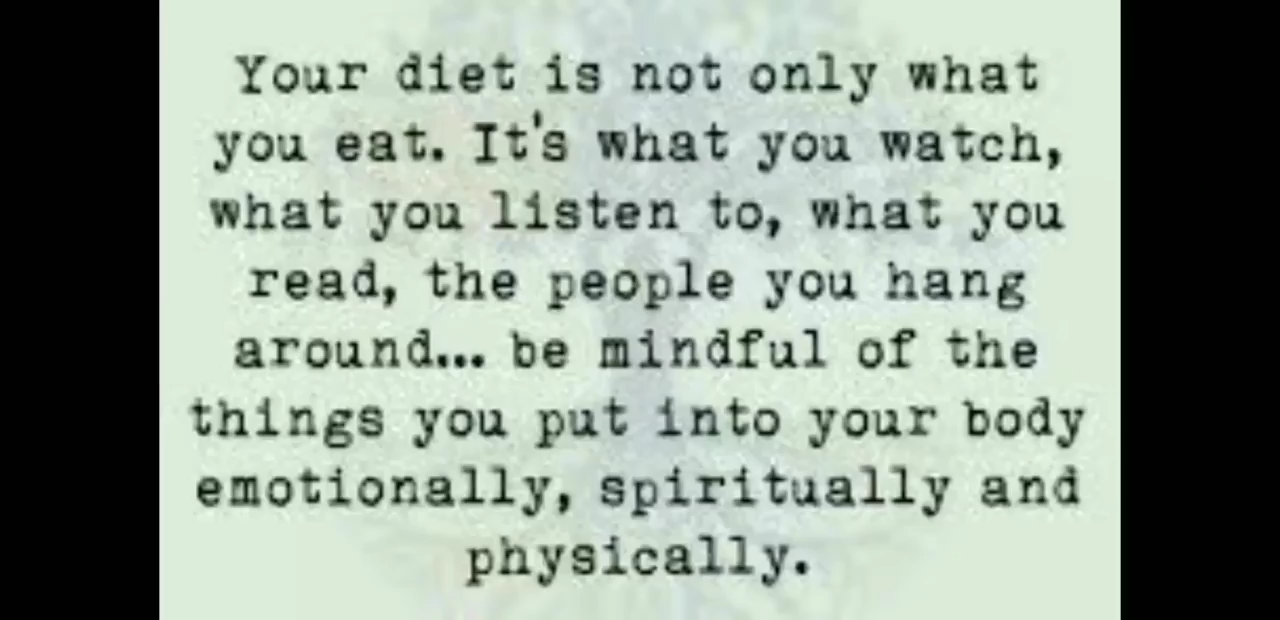 Your diet is not only what
you eat. It's what you watch,
what you listen to, what you
read, the people you hang
around... be mindful of the
things you put into your body
emotionally, spiritually and
physically.